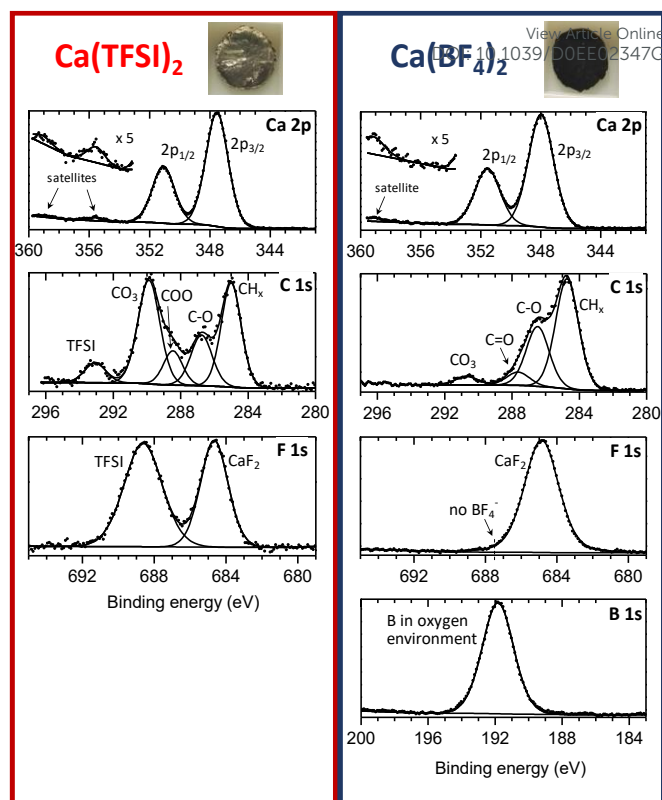 View Article Online
DOI: 10.1039/D0EE02347G
Ca(TFSI)2
Ca 2p
x 5
2p1/2
2p3/2
satellites
360 356 352 348 344
C 1s
CO3
COO
C-O
CHx
TFSI
296 292 288 284 280
F 1s
TFSI
CaF2
692 688 684 680
Binding energy (eV)
Ca(BF4)2
Ca 2p
x 5
2p1/2
2p3/2
satellite
360 356 352 348 344
C 1s
C-O
CHx
C=O
CO3
296 292 288 284 280
F 1s
CaF2
no BF4-
692 688 684 680
B 1s
B in oxygen
environment
200 196 192 188 184
Binding energy (eV)